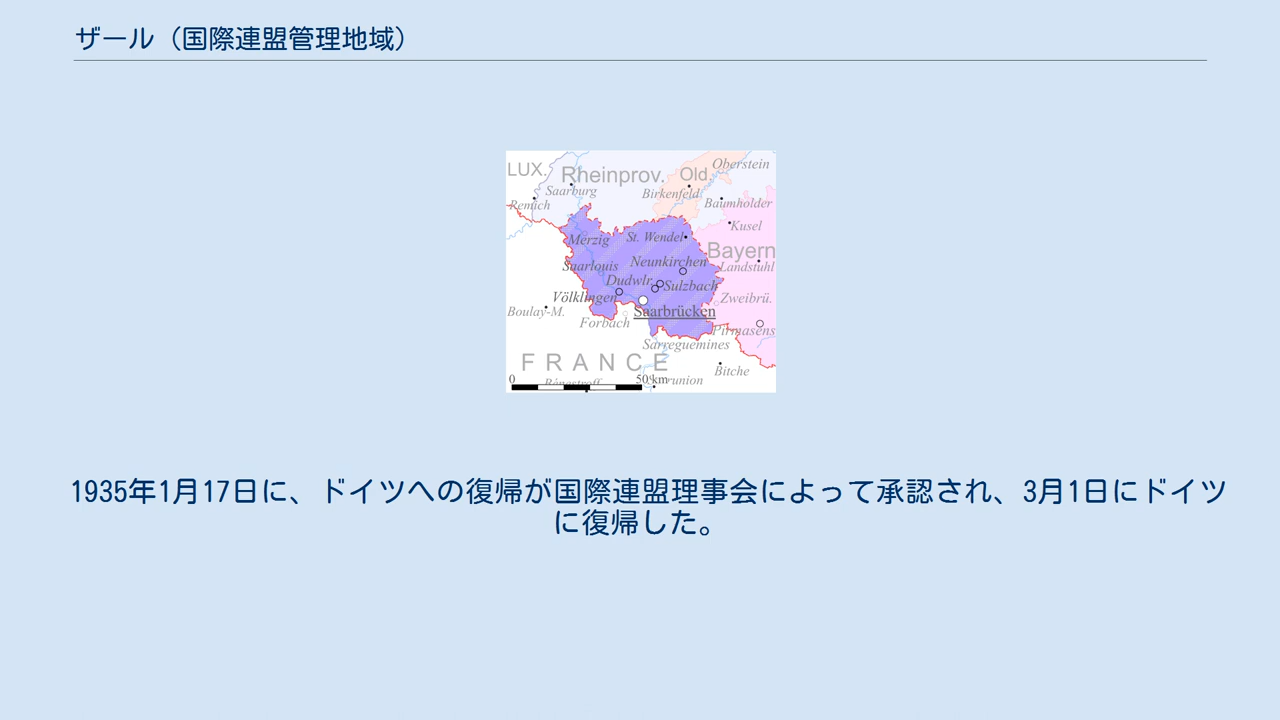 ザール（国際連盟管理地域）
LUX.
Rheinprov.
Old.
Oberstein
Saarburg
Birkenfeld
Remich
Baumholder
Kusel
Merzig
St. Wendel
Bayern
Saarlouis
Neunkirchen
Landstuhl
Dudwlr.
Sulzbach
Völklingen
Zweibrü.
Boulay-M.
Saarbrücken
Forbach
Pirmasens
Sarreguemines
FRANCE
Bitche
0
50 km
1935年1月17日に、ドイツへの復帰が国際連盟理事会によって承認され、3月1日にドイツ
に復帰した。